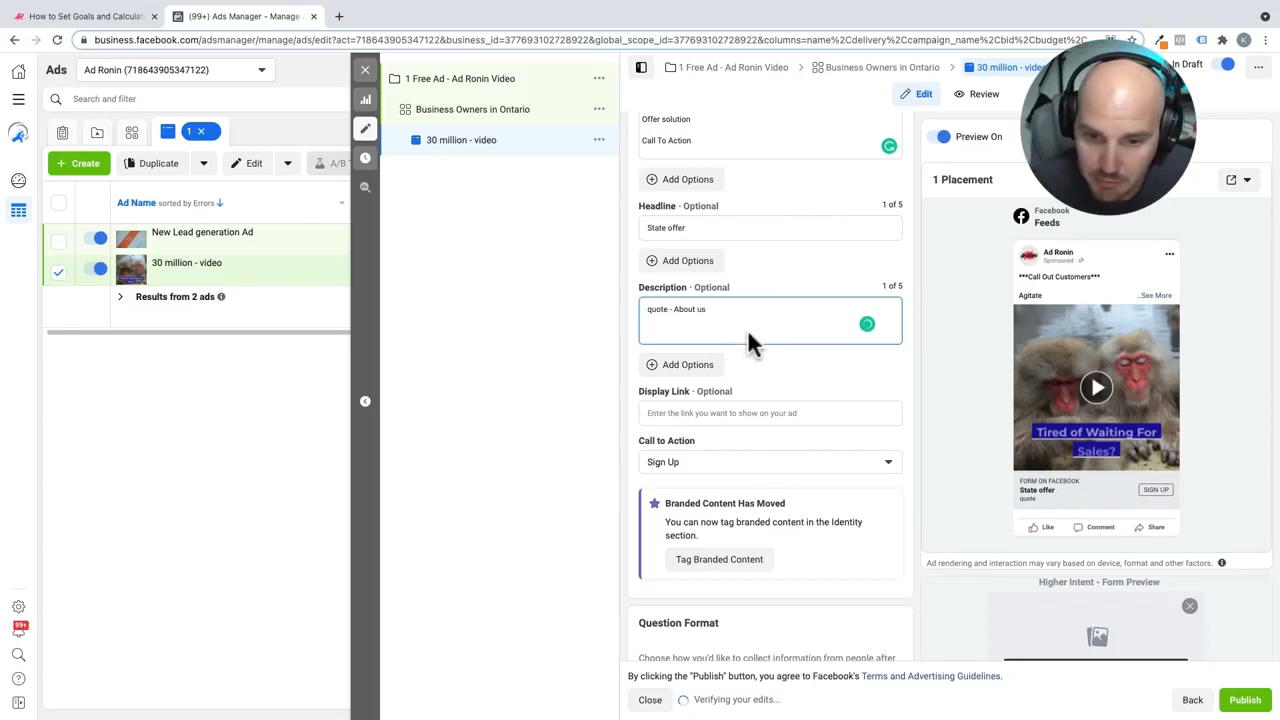 How to Set Goals and Calculat
(99+) Ads Manager - Manage A
business.facebook.com/adsmanager/manage/ads/edit?act=718643905347122&business_id=377693102728922&global_scope_id=377693102728922&columns=name%2Cdelivery%2Ccampaign_name%2Cbid%2Cbudget%2C
K
Ads
Ad Ronin (718643905347122)
Search and filter
1
Create
Duplicate
Edit
A/B T
Ad Name sorted by Errors
New Lead generation Ad
30 million - video
Results from 2 ads
99+
1 Free Ad - Ad Ronin Video
Business Owners in Ontario
30 million - video
1 Free Ad - Ad Ronin Video
Business Owners in Ontario
30 million - video
In Draft
Edit
Review
Offer solution
Call To Action
Add Options
Headline · Optional
1 of 5
State offer
Add Options
Description · Optional
1 of 5
quote - About us
Add Options
Display Link · Optional
Enter the link you want to show on your ad
Call to Action
Sign Up
Branded Content Has Moved
You can now tag branded content in the Identity
section.
Tag Branded Content
Question Format
Choose how you'd like to collect information from people after
Preview On
1 Placement
Facebook
Feeds
Ad Ronin
Sponsored ·
***Call Out Customers***
Agitate
...See More
Tired of Waiting For
Sales?
FORM ON FACEBOOK
State offer
quote
SIGN UP
Like
Comment
Share
Ad rendering and interaction may vary based on device, format and other factors.
Higher Intent - Form Preview
By clicking the "Publish" button, you agree to Facebook's Terms and Advertising Guidelines.
Close
Verifying your edits...
Back
Publish